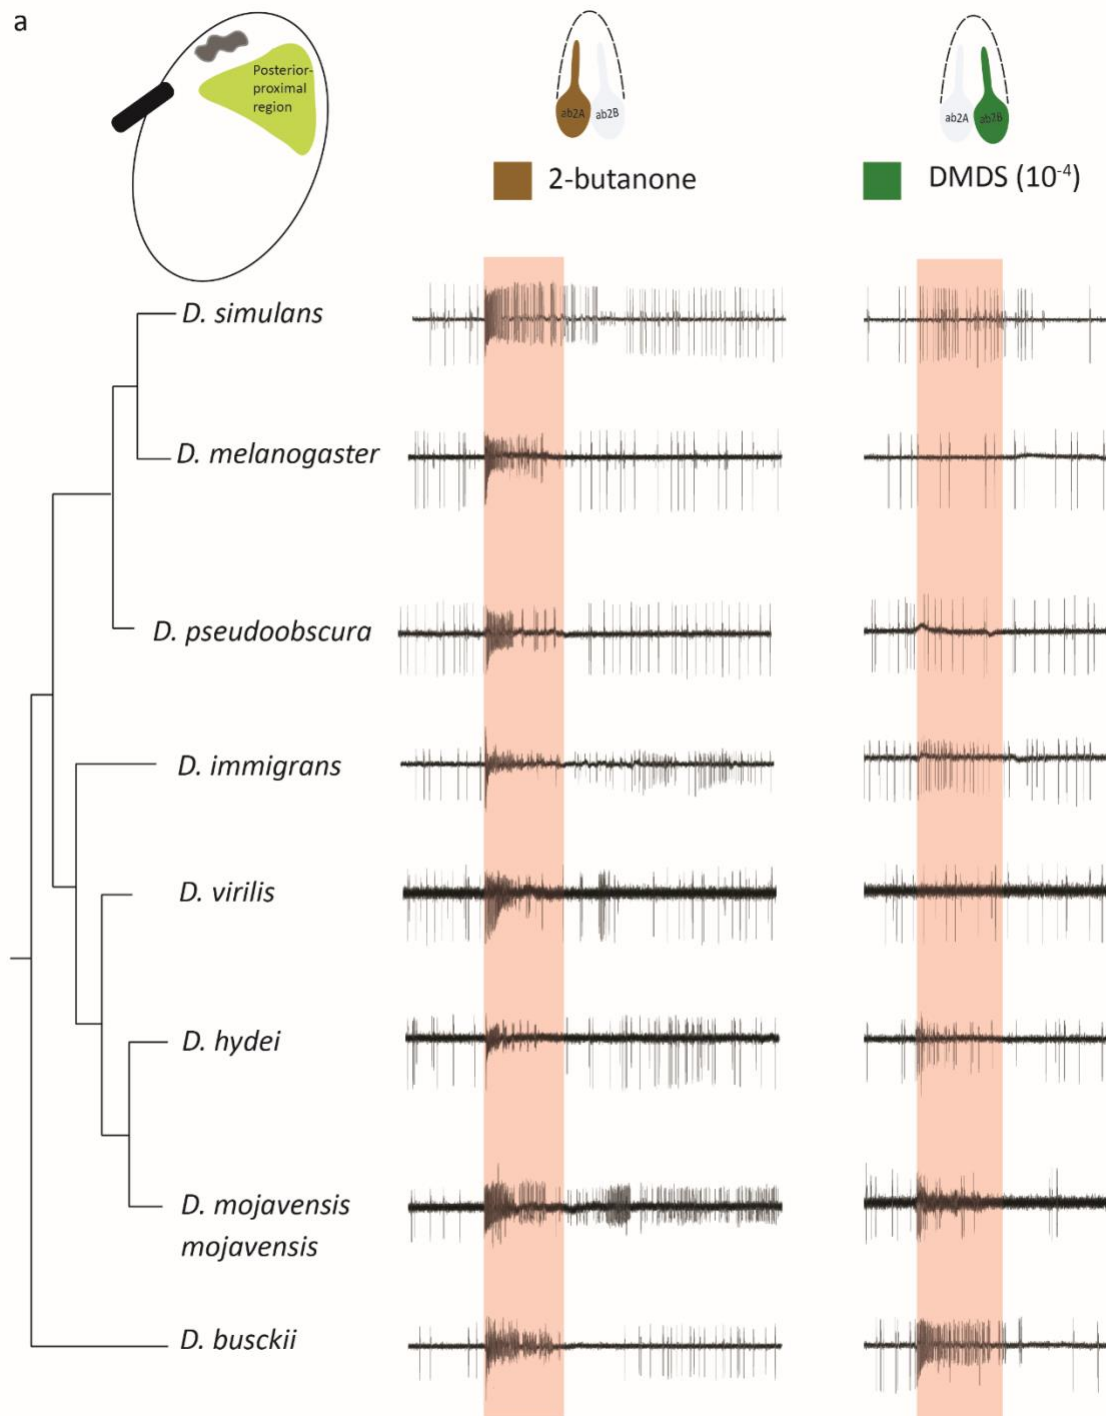 a
Posterior-
proximal
region
ab2A
ab2B
ab2A
ab2B
2-butanone
DMDS (10⁻⁴)
D. simulans
D. melanogaster
D. pseudoobscura
D. immigrans
D. virilis
D. hydei
D. mojavensis
mojavensis
D. busckii